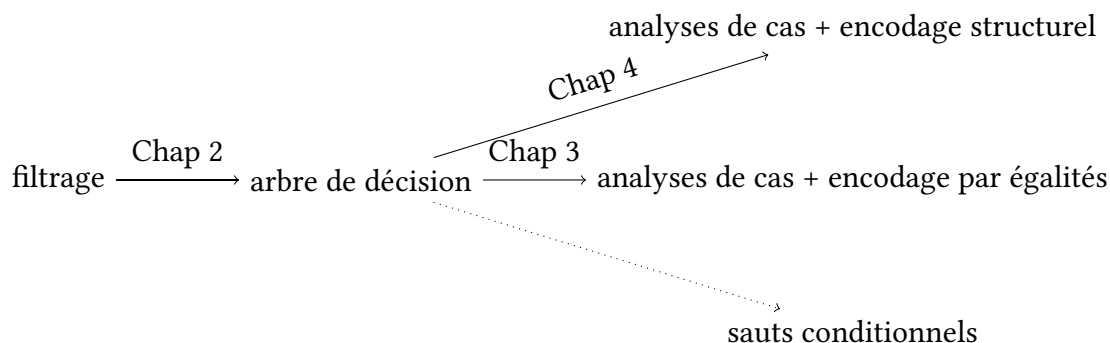 analyses de cas + encodage structurel
Chap 4
Chap 2
Chap 3
filtrage
arbre de décision
analyses de cas + encodage par égalités
sauts conditionnels